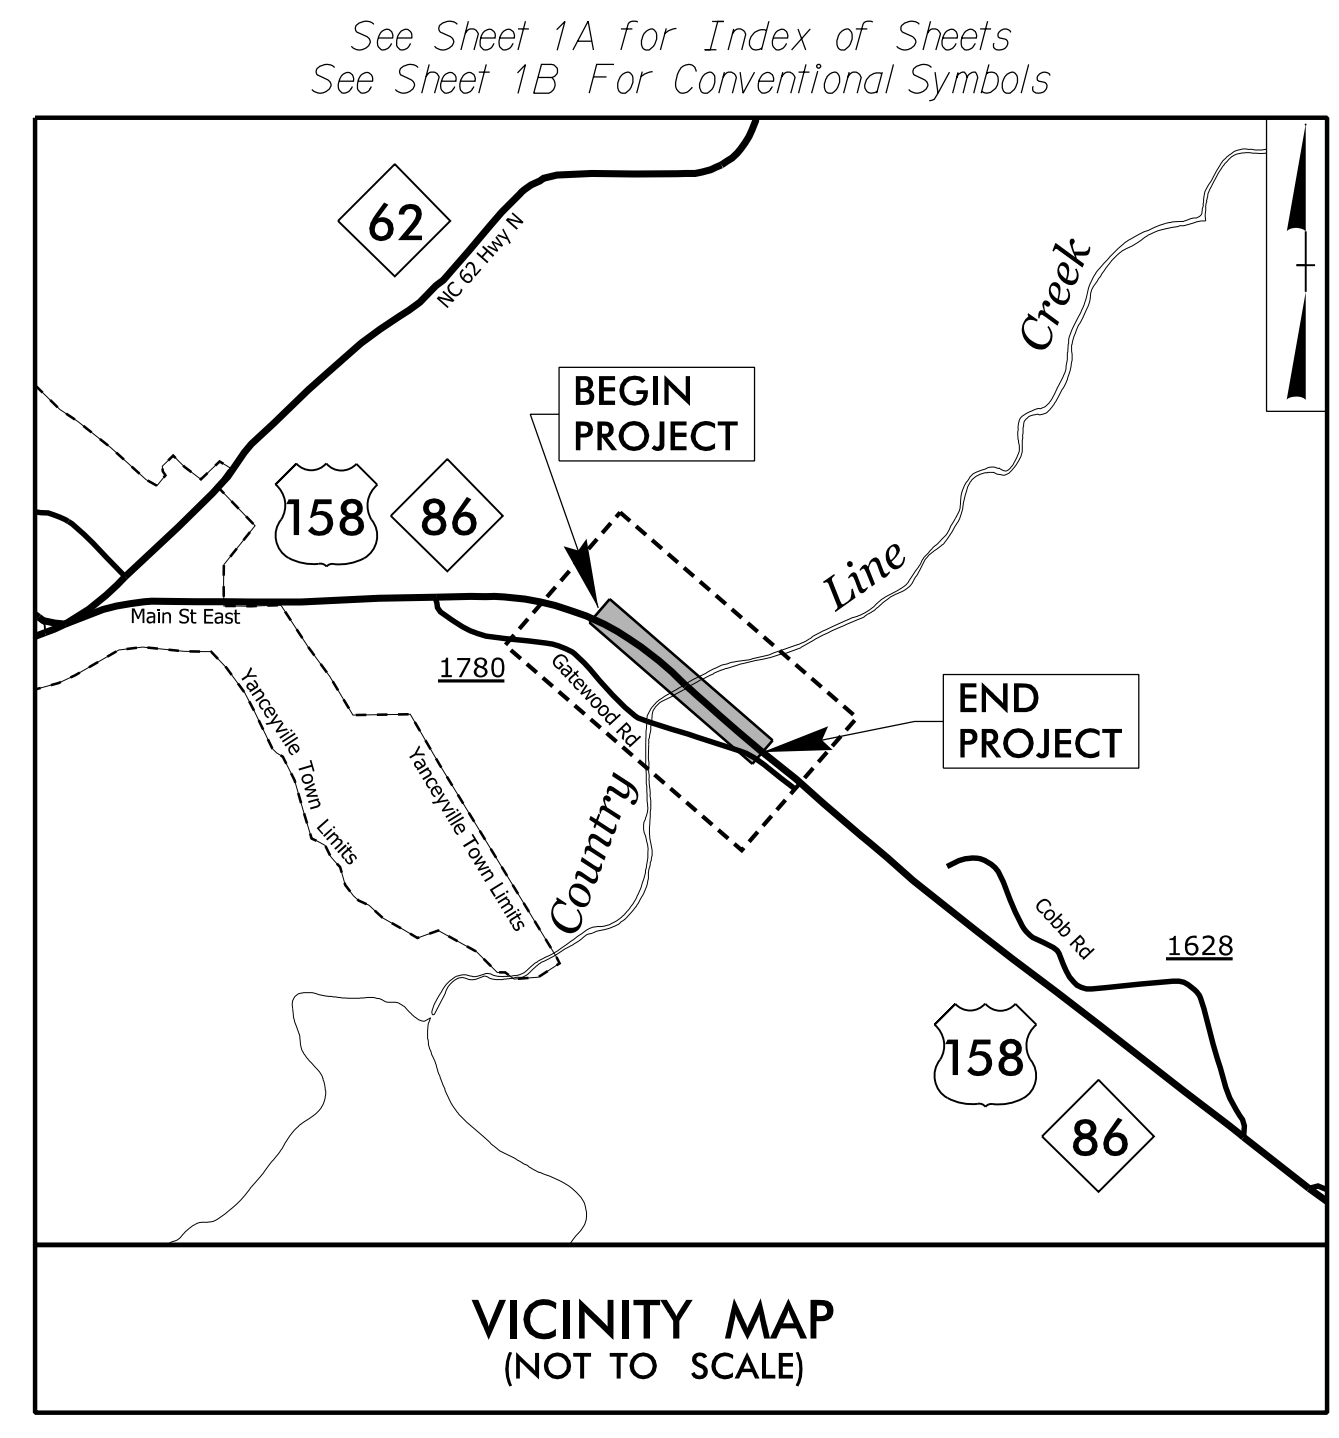 See Sheet 1A for Index of Sheets
See Sheet 1B For Conventional Symbols
62
NC 62 Hwy N
Creek
BEGIN
PROJECT
158
86
Line
Main St East
1780
Gatewood Rd
END
PROJECT
Yanceyville Town Limits
Yanceyville Town Limits
Country
Cobb Rd
1628
158
86
VICINITY MAP
(NOT TO SCALE)